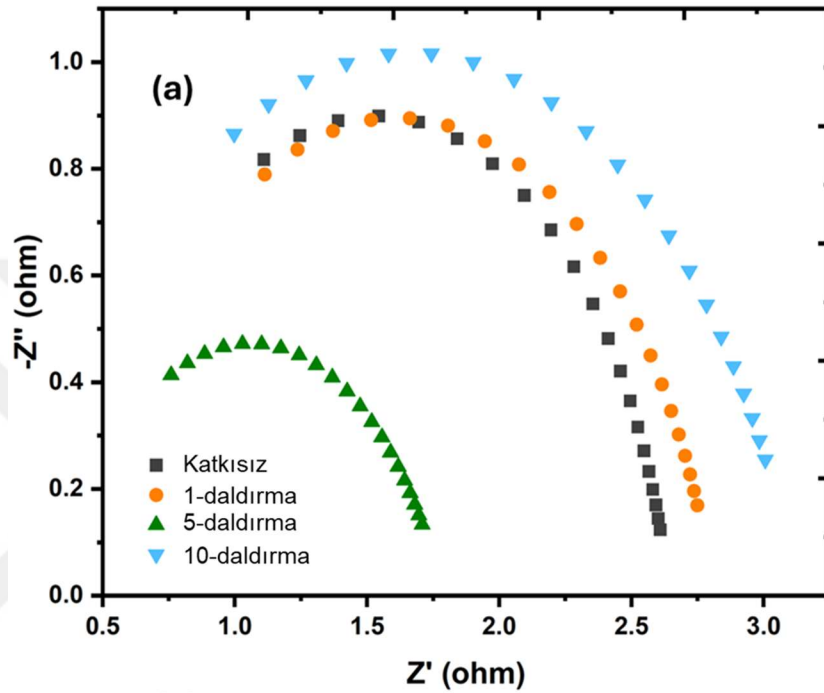 (a)
1.0
0.8
0.6
0.4
0.2
0.0
-Z'' (ohm)
Katkısız
1-daldırma
5-daldırma
10-daldırma
0.5 1.0 1.5 2.0 2.5 3.0
Z' (ohm)